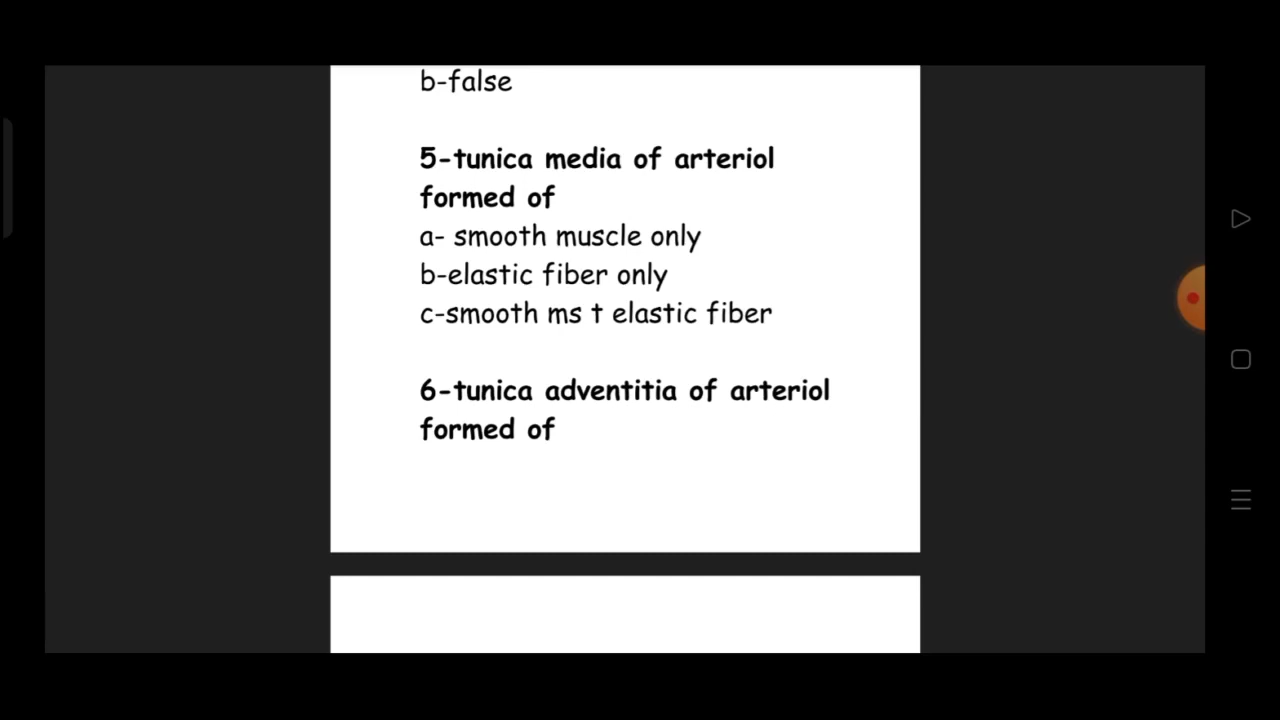 b-false
5-tunica media of arteriol
formed of
a- smooth muscle only
b-elastic fiber only
c-smooth ms t elastic fiber
6-tunica adventitia of arteriol
formed of